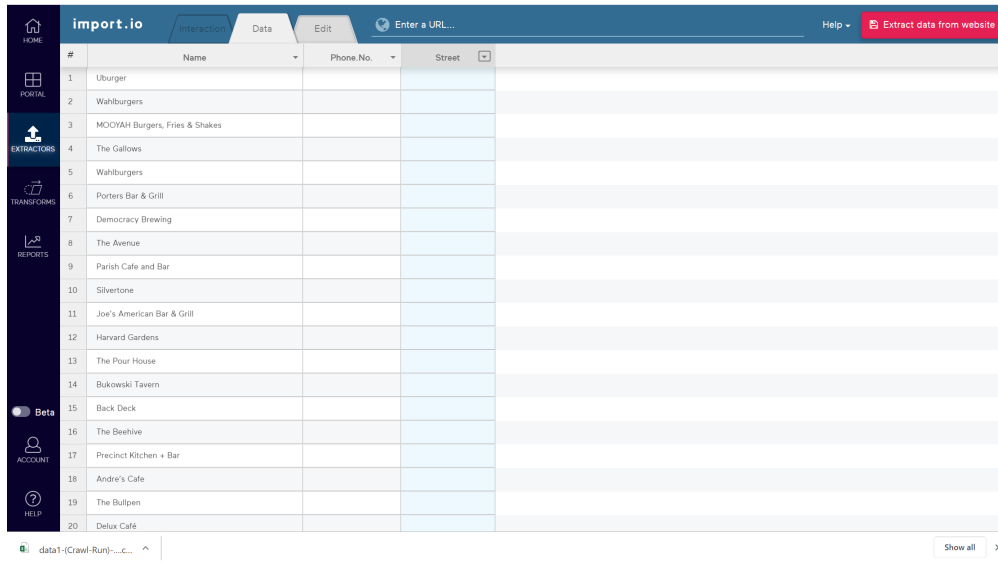 import.io
Interaction
Data
Edit
Enter a URL...
Help
Extract data from website
HOME
PORTAL
EXTRACTORS
TRANSFORMS
REPORTS
Beta
ACCOUNT
HELP
# Name Phone.No. Street
1 Uburger
2 Wahlburgers
3 MOOYAH Burgers, Fries & Shakes
4 The Gallows
5 Wahlburgers
6 Porters Bar & Grill
7 Democracy Brewing
8 The Avenue
9 Parish Cafe and Bar
10 Silvertone
11 Joe's American Bar & Grill
12 Harvard Gardens
13 The Pour House
14 Bukowski Tavern
15 Back Deck
16 The Beehive
17 Precinct Kitchen + Bar
18 Andre's Cafe
19 The Bullpen
20 Delux Café
data1-(Crawl-Run)-....c...
Show all